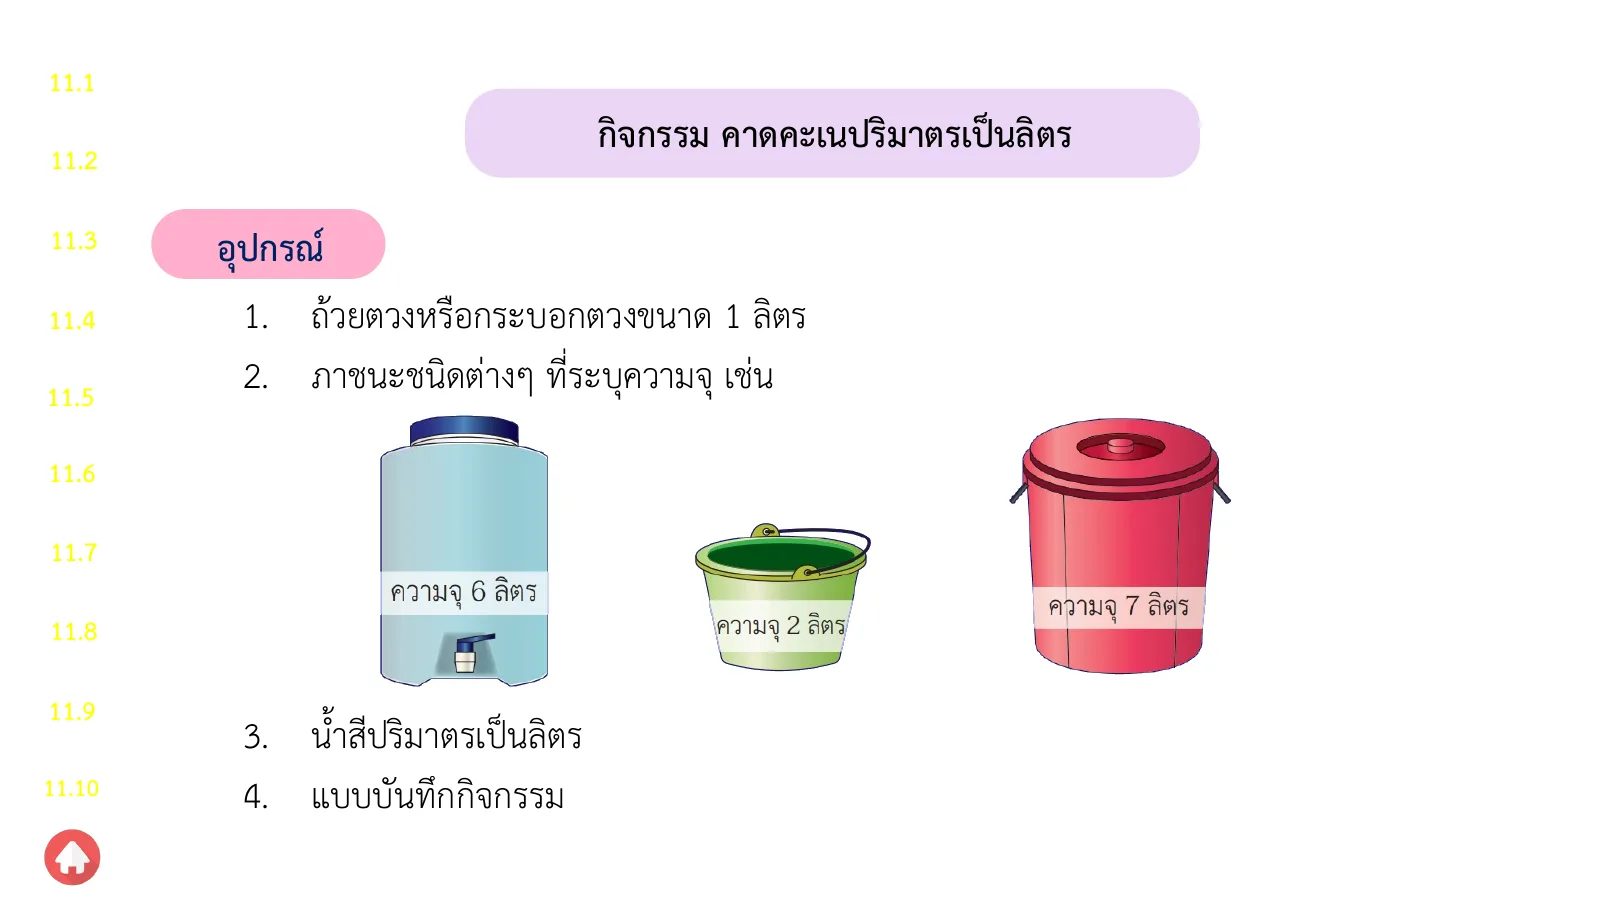 11.1
11.2
11.3
11.4
11.5
11.6
11.7
11.8
11.9
11.10
กิจกรรม คาดคะเนปริมาตรเป็นลิตร
อุปกรณ์
1. ถ้วยตวงหรือกระบอกตวงขนาด 1 ลิตร
2. ภาชนะชนิดต่างๆ ที่ระบุความจุ เช่น
ความจุ 6 ลิตร
ความจุ 2 ลิตร
ความจุ 7 ลิตร
3. น้ำสีปริมาตรเป็นลิตร
4. แบบบันทึกกิจกรรม